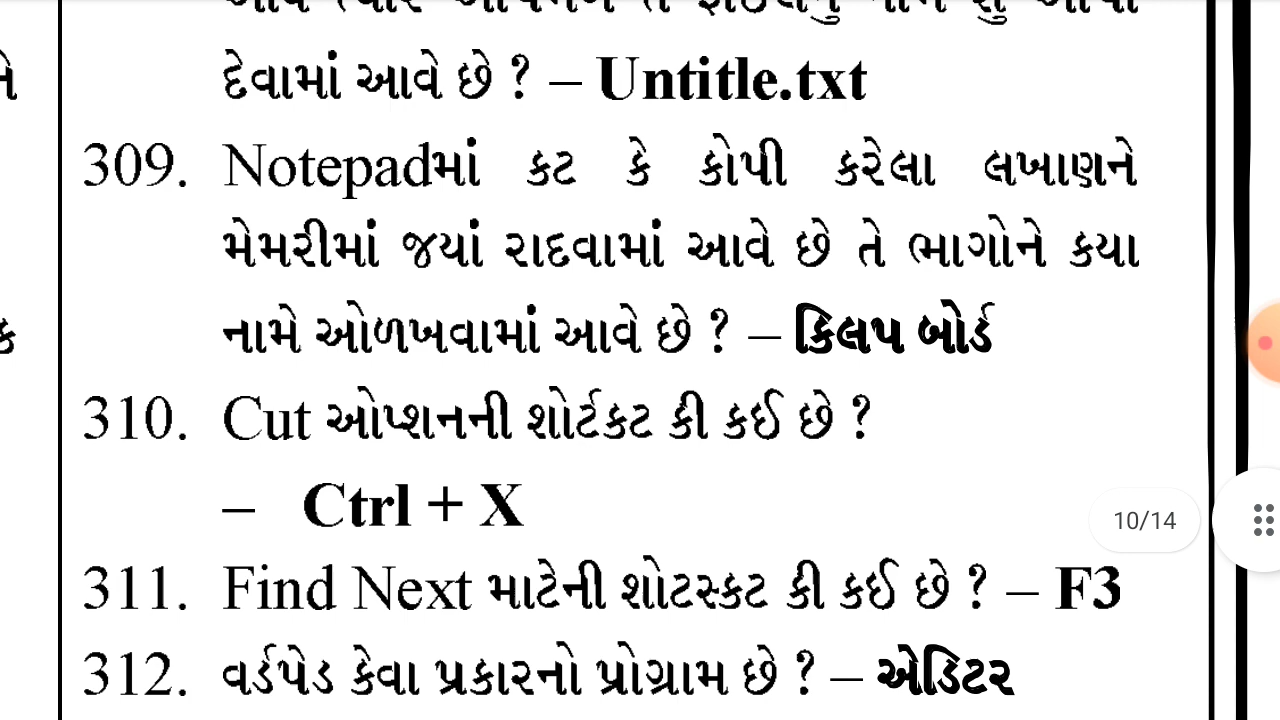 દેવામાં આવે છે ? – Untitle.txt
309. Notepadમાં કટ કે કોપી કરેલા લખાણને
મેમરીમાં જયાં રાદવામાં આવે છે તે ભાગોને કયા
નામે ઓળખવામાં આવે છે ? – ક્લિપ બોર્ડ
310. Cut ઓપ્શનની શોર્ટકટ કી કઈ છે ?
– Ctrl + X
10/14
311. Find Next માટેની શોટસ્કટ કી કઈ છે ? – F3
312. વર્ડપેડ કેવા પ્રકારનો પ્રોગ્રામ છે ? – એડિટર